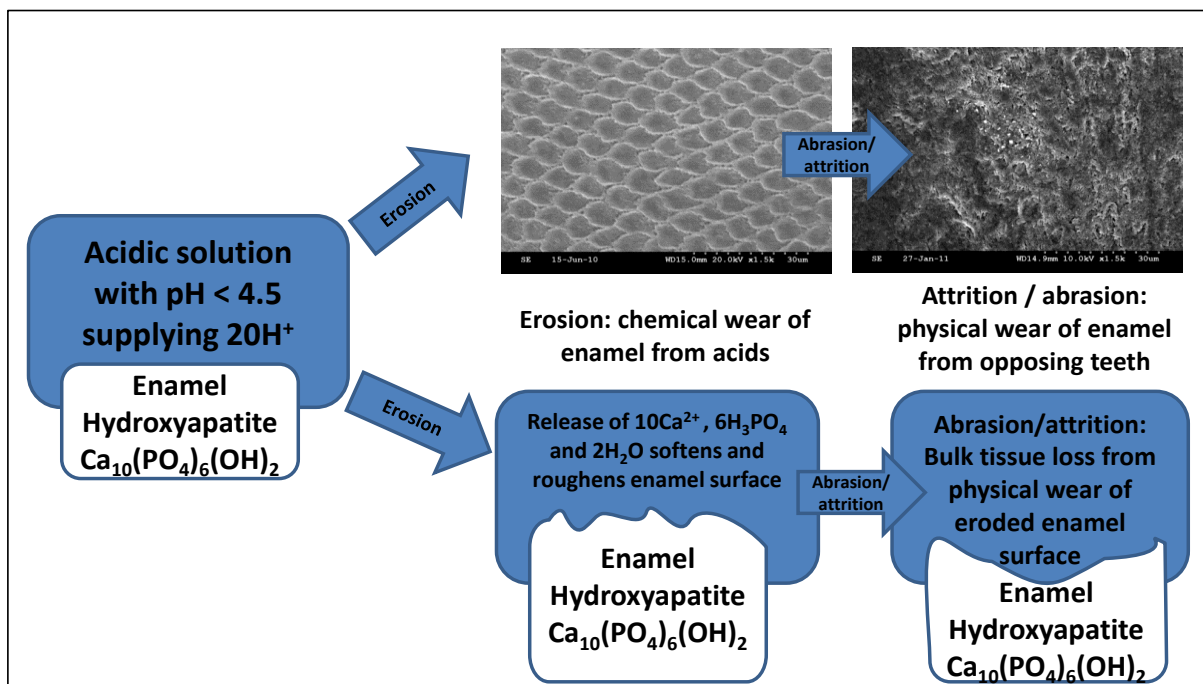 Acidic solution
with pH < 4.5
supplying 20H⁺
Enamel
Hydroxyapatite
Ca₁₀(PO₄)₆(OH)₂
Erosion
Erosion
SE 15-Jun-10 WD15.0mm 20.0kV x1.5k 30um
Abrasion/
attrition
SE 27-Jan-11 WD14.9mm 10.0kV x1.5k 30um
Erosion: chemical wear of
enamel from acids
Attrition / abrasion:
physical wear of enamel
from opposing teeth
Release of 10Ca²⁺, 6H₃PO₄
and 2H₂O softens and
roughens enamel surface
Enamel
Hydroxyapatite
Ca₁₀(PO₄)₆(OH)₂
Abrasion/
attrition
Abrasion/attrition:
Bulk tissue loss from
physical wear of
eroded enamel
surface
Enamel
Hydroxyapatite
Ca₁₀(PO₄)₆(OH)₂